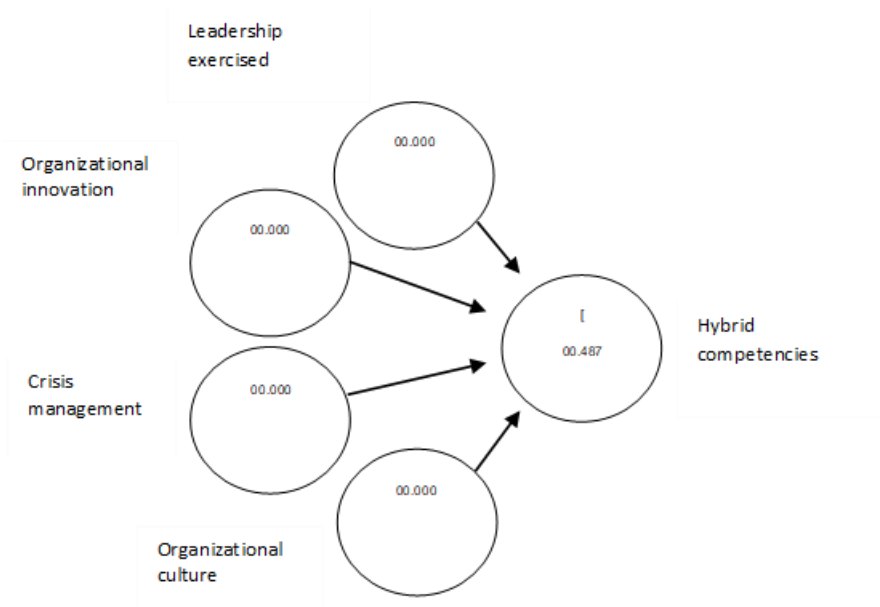 Leadership
exercised
00.000
Organizational
innovation
00.000
[
00.487
Hybrid
competencies
Crisis
management
00.000
00.000
Organizational
culture